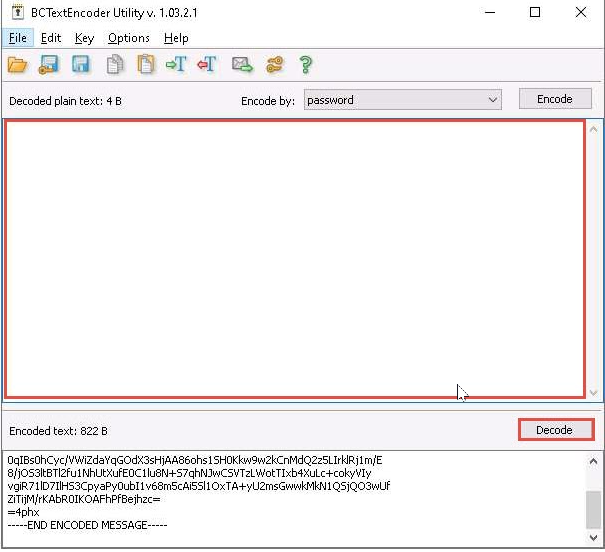 BCTextEncoder Utility v. 1.03.2.1
File Edit Key Options Help
Decoded plain text: 4 B Encode by: password Encode
Encoded text: 822 B Decode
0qIBs0hCyc/VWiZdaYqGOdX3sHjAA86ohs1SH0Kkw9w2kCnMdQ2z5LIrklRj1m/E
8/jOS3ltBTl2fu1NhUtXufE0C1lu8N+S7qhNJwCSVTzLWotTIxb4XuLc+cokyVIy
vgiR71lD7IlHS3CpyaPy0ubI1v68m5cAi5Sl1OxTA+yU2msGwwkMkN1QSjQO3wUf
ZiTijM/rKAbR0IKOAFhPfBejhzc=
=4phx
-----END ENCODED MESSAGE-----